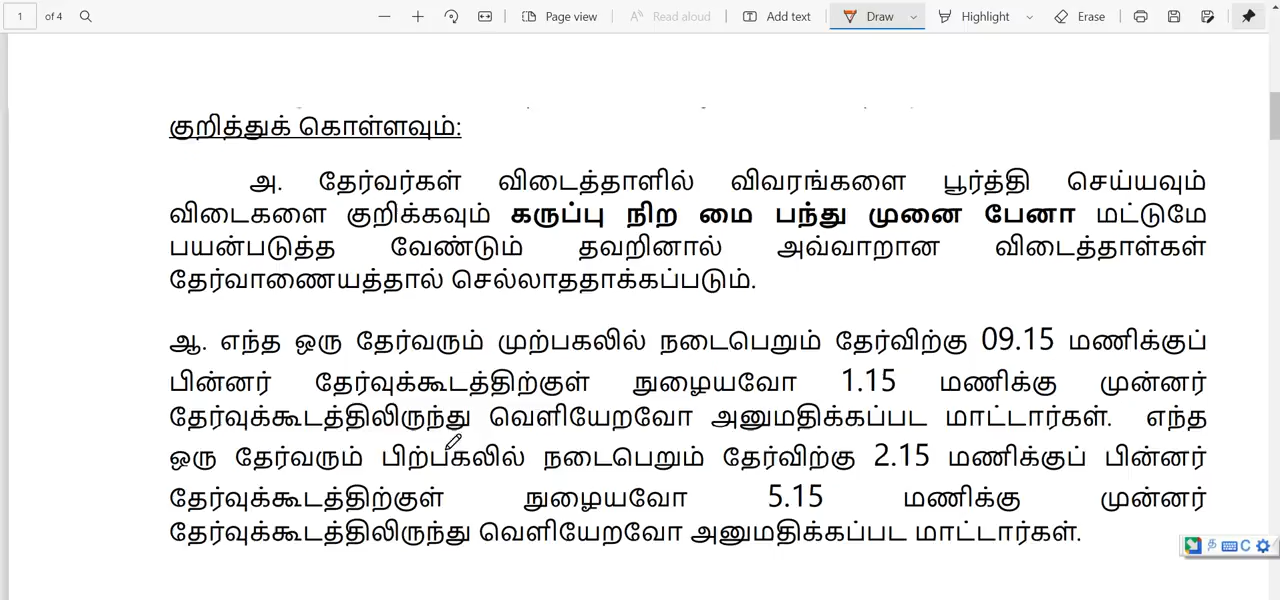 1 of 4 Page view Read aloud Add text Draw Highlight Erase
குறித்துக் கொள்ளவும்:
அ. தேர்வர்கள் விடைத்தாளில் விவரங்களை பூர்த்தி செய்யவும்
விடைகளை குறிக்கவும் கருப்பு நிற மை பந்து முனை பேனா மட்டுமே
பயன்படுத்த வேண்டும் தவறினால் அவ்வாறான விடைத்தாள்கள்
தேர்வாணையத்தால் செல்லாததாக்கப்படும்.
ஆ. எந்த ஒரு தேர்வரும் முற்பகலில் நடைபெறும் தேர்விற்கு 09.15 மணிக்குப்
பின்னர் தேர்வுக்கூடத்திற்குள் நுழையவோ 1.15 மணிக்கு முன்னர்
தேர்வுக்கூடத்திலிருந்து வெளியேறவோ அனுமதிக்கப்பட மாட்டார்கள். எந்த
ஒரு தேர்வரும் பிற்பகலில் நடைபெறும் தேர்விற்கு 2.15 மணிக்குப் பின்னர்
தேர்வுக்கூடத்திற்குள் நுழையவோ 5.15 மணிக்கு முன்னர்
தேர்வுக்கூடத்திலிருந்து வெளியேறவோ அனுமதிக்கப்பட மாட்டார்கள்.